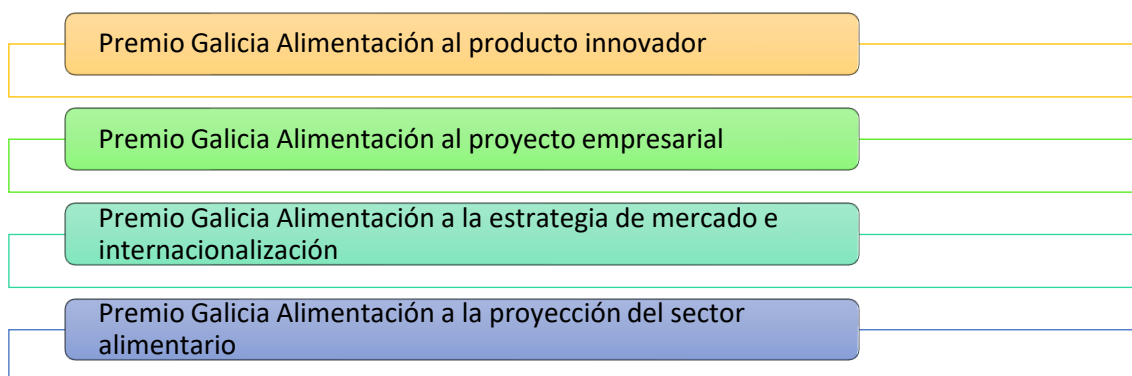 Premio Galicia Alimentación al producto innovador
Premio Galicia Alimentación al proyecto empresarial
Premio Galicia Alimentación a la estrategia de mercado e
internacionalización
Premio Galicia Alimentación a la proyección del sector
alimentario